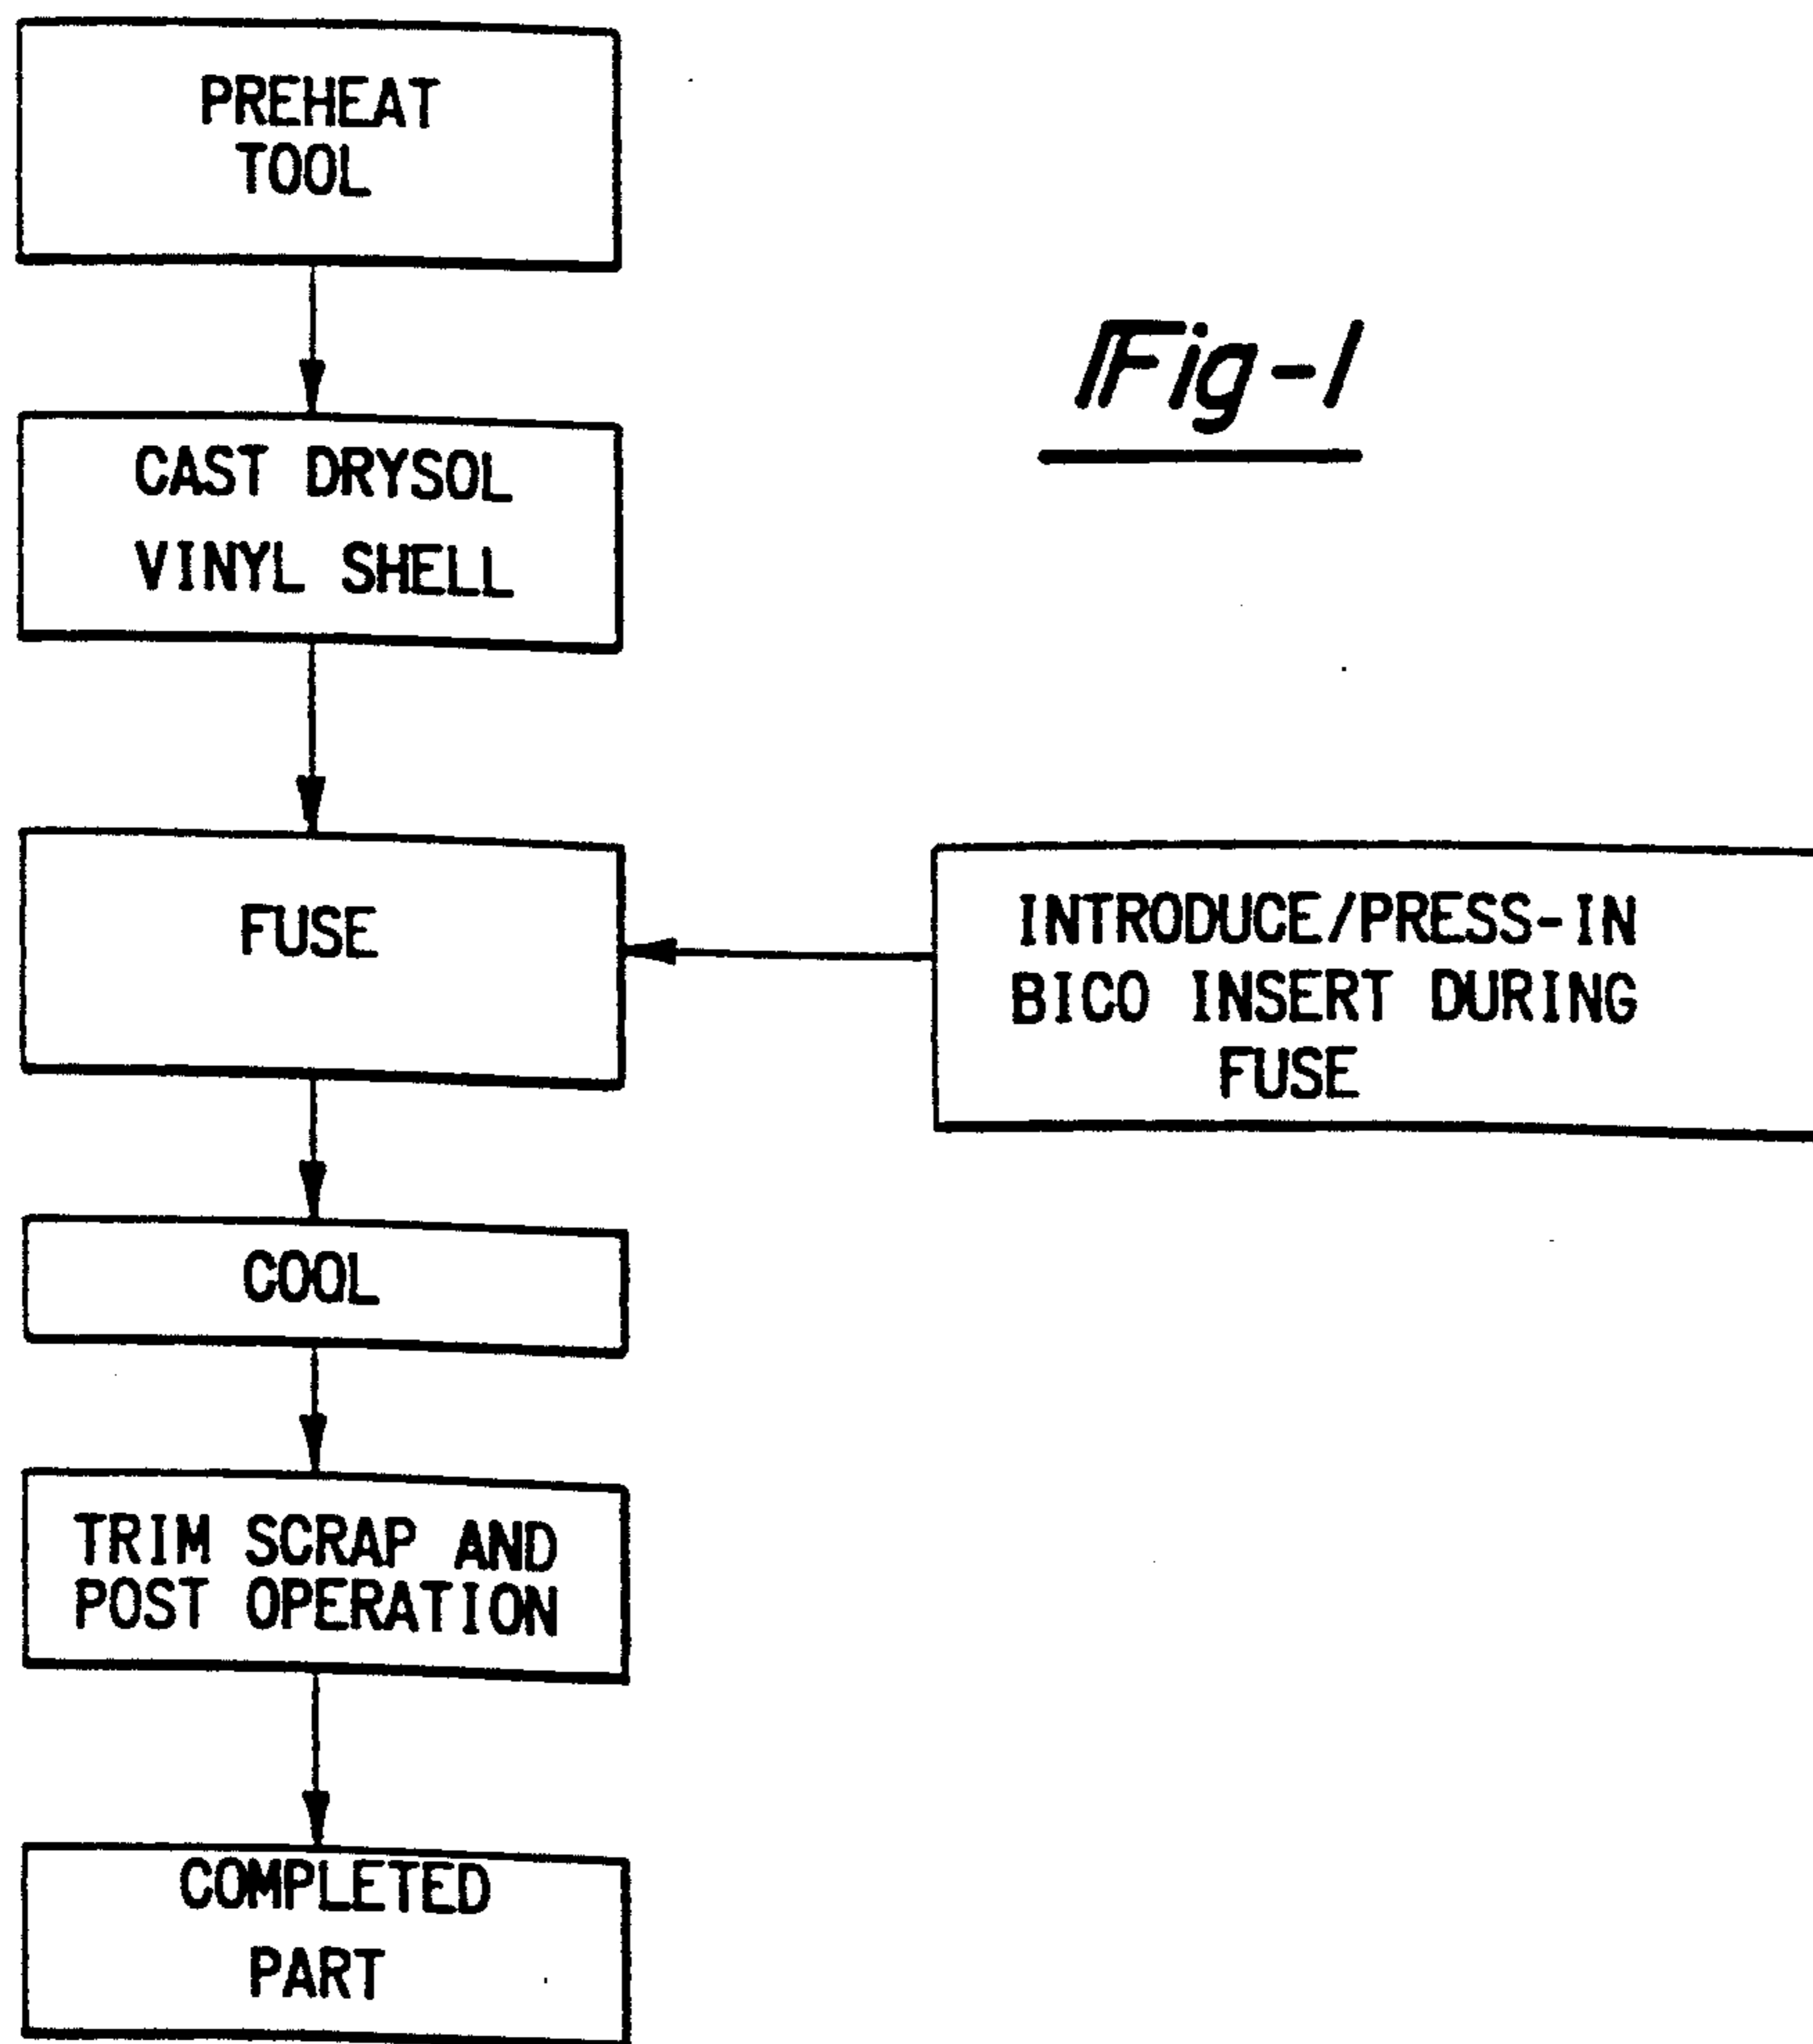 PREHEAT
TOOL
Fig-1
CAST DRYSOL
VINYL SHELL
FUSE
INTRODUCE/PRESS-IN
BICO INSERT DURING
FUSE
COOL
TRIM SCRAP AND
POST OPERATION
COMPLETED
PART